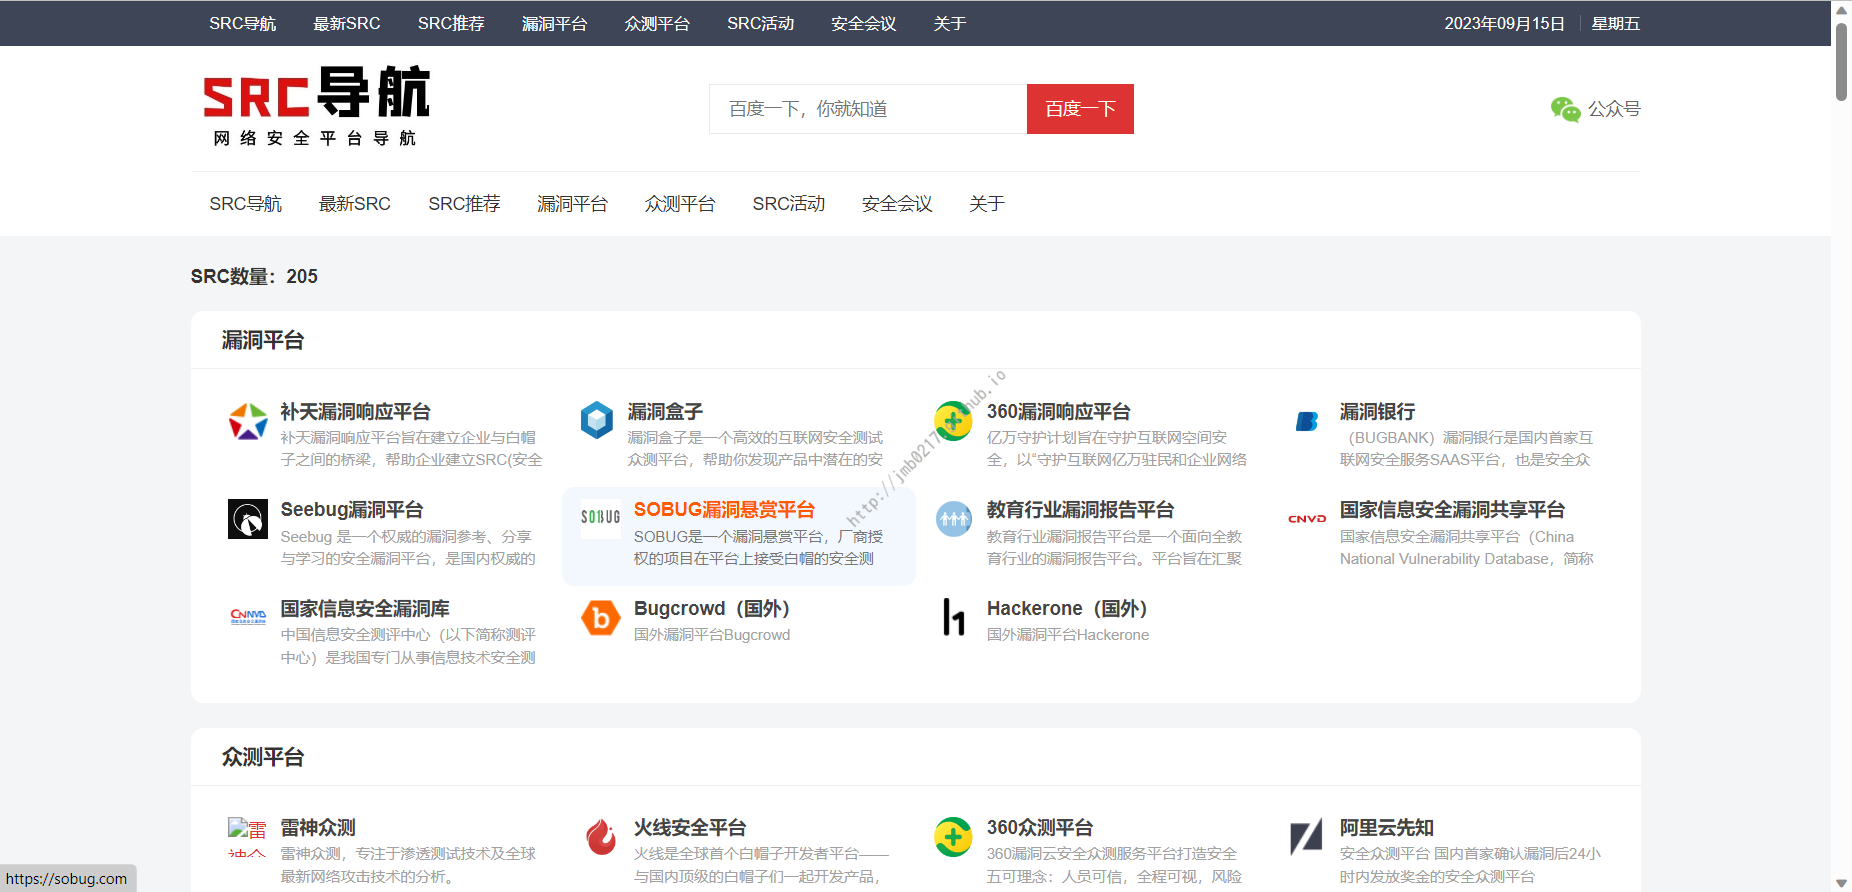 SRC导航 最新SRC SRC推荐 漏洞平台 众测平台 SRC活动 安全会议 关于 2023年09月15日 星期五
SRC导航
网络安全平台导航
百度一下，你就知道 百度一下
公众号
SRC导航 最新SRC SRC推荐 漏洞平台 众测平台 SRC活动 安全会议 关于
SRC数量：205
漏洞平台
补天漏洞响应平台
补天漏洞响应平台旨在建立企业与白帽
子之间的桥梁，帮助企业建立SRC(安全
漏洞盒子
漏洞盒子是一个高效的互联网安全测试
众测平台，帮助你发现产品中潜在的安
360漏洞响应平台
亿万守护计划旨在守护互联网空间安
全，以“守护互联网亿万驻民和企业网络
漏洞银行
（BUGBANK）漏洞银行是国内首家互
联网安全服务SAAS平台，也是安全众
Seebug漏洞平台
Seebug 是一个权威的漏洞参考、分享
与学习的安全漏洞平台，是国内权威的
SOBUG
SOBUG漏洞悬赏平台
SOBUG是一个漏洞悬赏平台，厂商授
权的项目在平台上接受白帽的安全测
教育行业漏洞报告平台
教育行业漏洞报告平台是一个面向全教
育行业的漏洞报告平台。平台旨在汇聚
CNVD
国家信息安全漏洞共享平台
国家信息安全漏洞共享平台（China
National Vulnerability Database，简称
CNNVD
国家信息安全漏洞库
中国信息安全测评中心（以下简称测评
中心）是我国专门从事信息技术安全测
b
Bugcrowd（国外）
国外漏洞平台Bugcrowd
h1
Hackerone（国外）
国外漏洞平台Hackerone
众测平台
雷
神众
雷神众测
雷神众测，专注于渗透测试技术及全球
最新网络攻击技术的分析。
火线安全平台
火线是全球首个白帽子开发者平台——
与国内顶级的白帽子们一起开发产品，
360众测平台
360漏洞云安全众测服务平台打造安全
五可理念：人员可信，全程可视，风险
阿里云先知
安全众测平台 国内首家确认漏洞后24小
时内发放奖金的安全众测平台
https://sobug.com